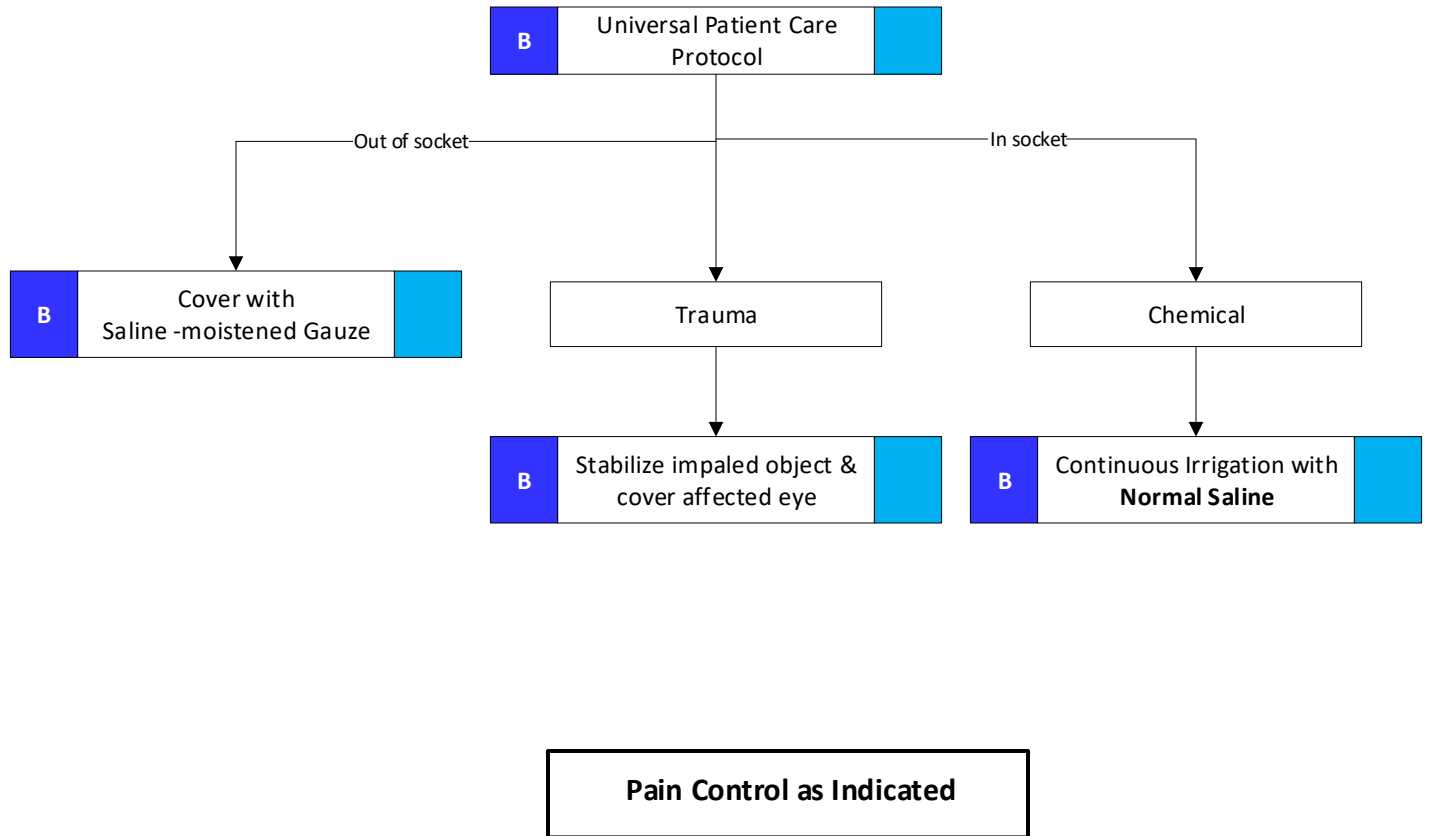 B
Universal Patient Care
Protocol
Out of socket
In socket
B
Cover with
Saline -moistened Gauze
Trauma
Chemical
B
Stabilize impaled object &
cover affected eye
B
Continuous Irrigation with
Normal Saline
Pain Control as Indicated